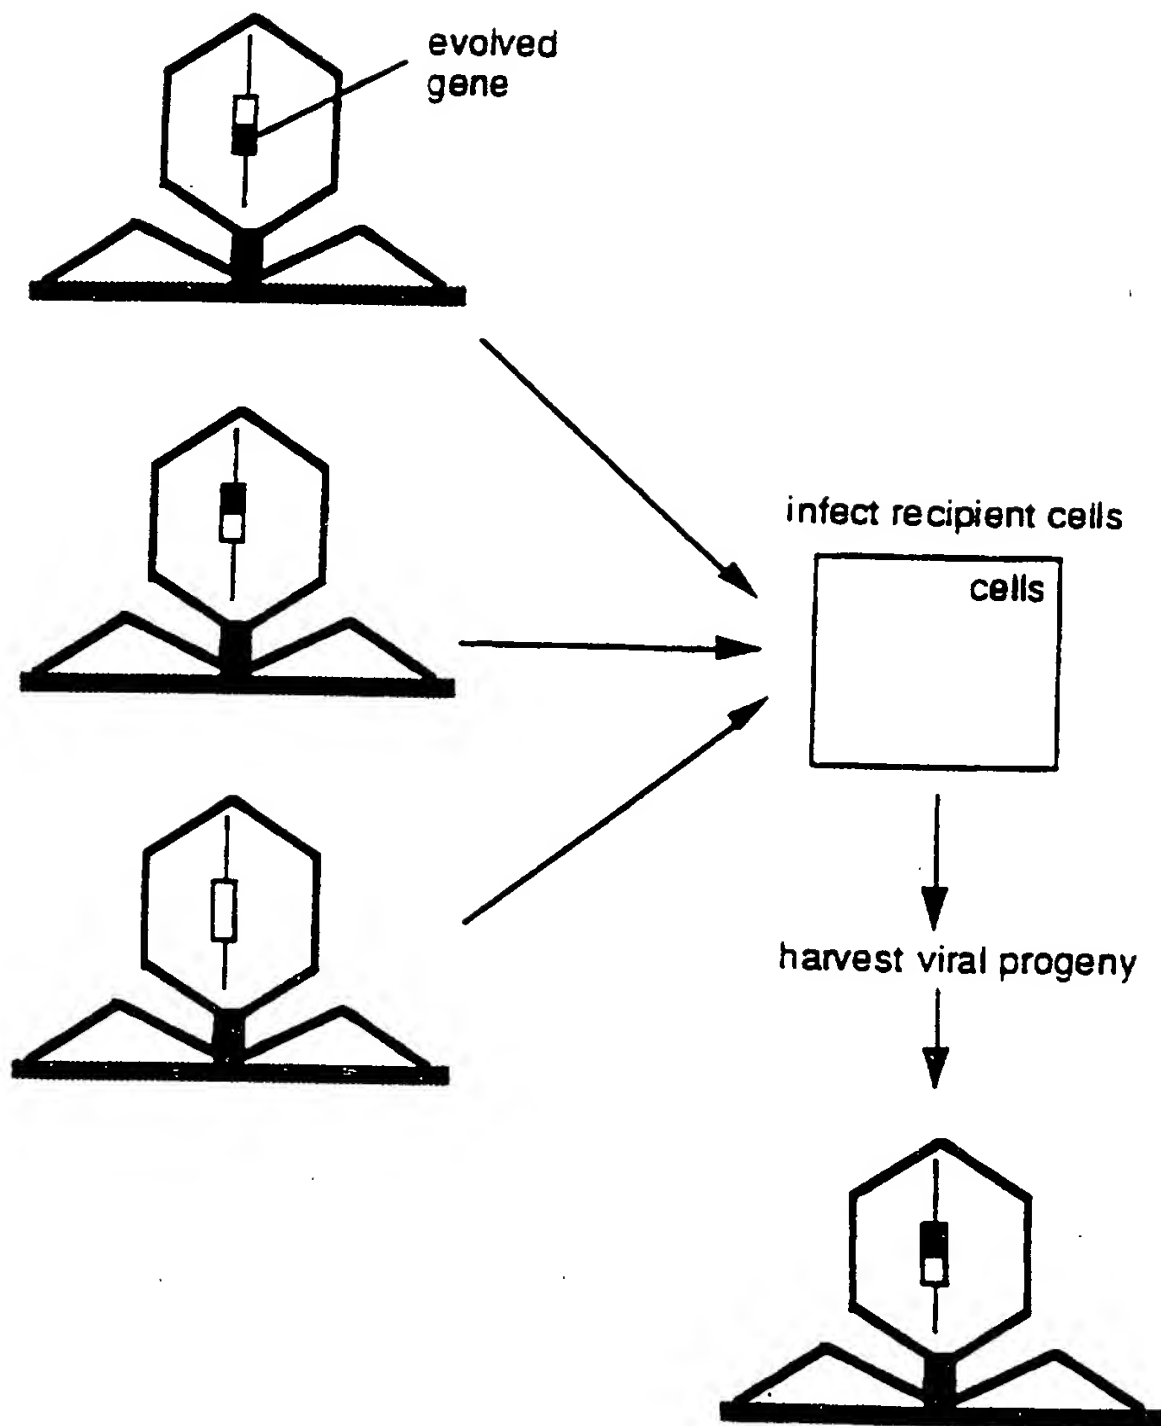 evolved
gene
infect recipient cells
cells
harvest viral progeny